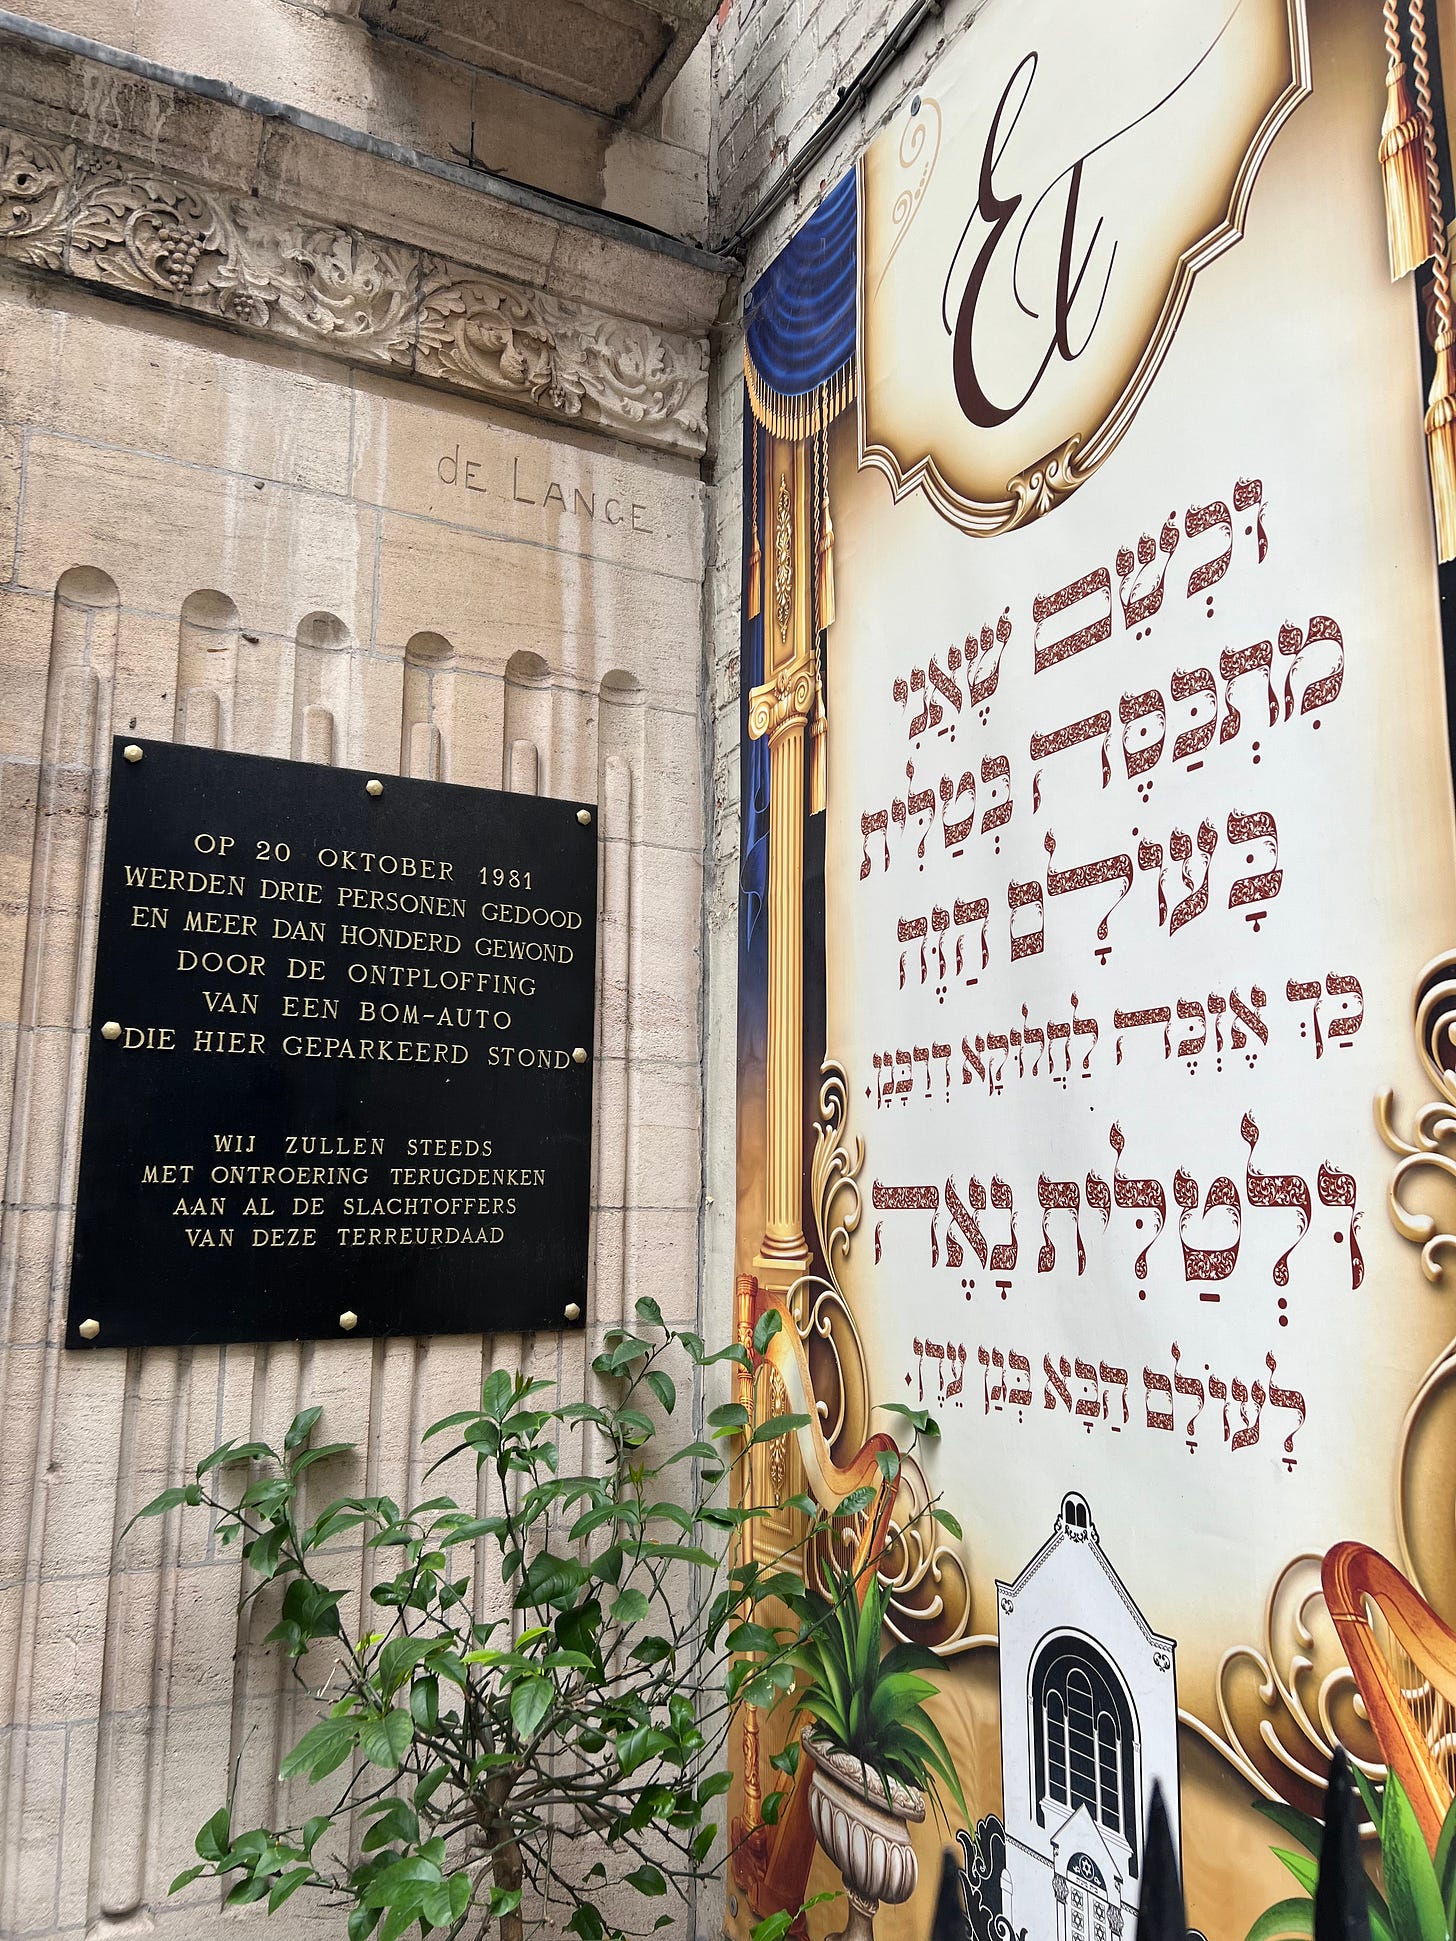 de LANGE
OP 20 OKTOBER 1981
WERDEN DRIE PERSONEN GEDOOD
EN MEER DAN HONDERD GEWOND
DOOR DE ONTPLOFFING
VAN EEN BOM-AUTO
DIE HIER GEPARKEERD STOND
WIJ ZULLEN STEEDS
MET ONTROERING TERUGDENKEN
AAN AL DE SLACHTOFFERS
VAN DEZE TERREURDAAD
וּכְשֵׁם שֶׁאֲנִי
מִתְכַּסֶּה בְּטַלִּית
בָּעוֹלָם הַזֶּה
כַּךְ אֶזְכֶּה לַחֲלוּקָא דְרַבָּנָן.
וּלְטַלִּית נָאֶה
לָעוֹלָם הַבָּא בְּגַן עֵדֶן.